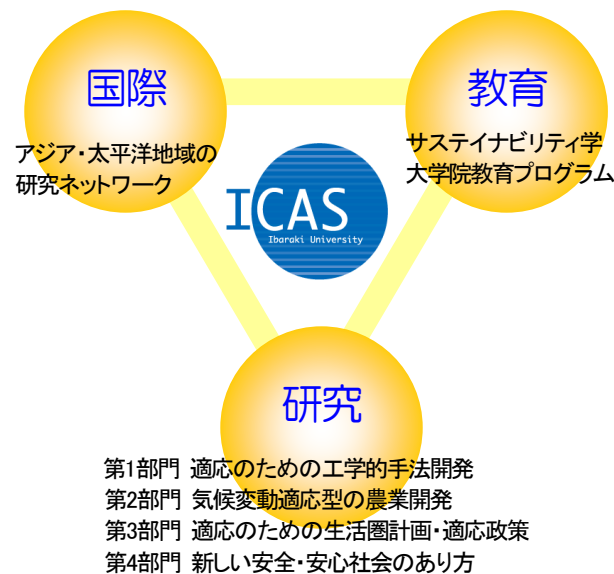 国際
アジア・太平洋地域の
研究ネットワーク
教育
サステイナビリティ学
大学院教育プログラム
ICAS
Ibaraki University
研究
第1部門 適応のための工学的手法開発
第2部門 気候変動適応型の農業開発
第3部門 適応のための生活圏計画・適応政策
第4部門 新しい安全・安心社会のあり方